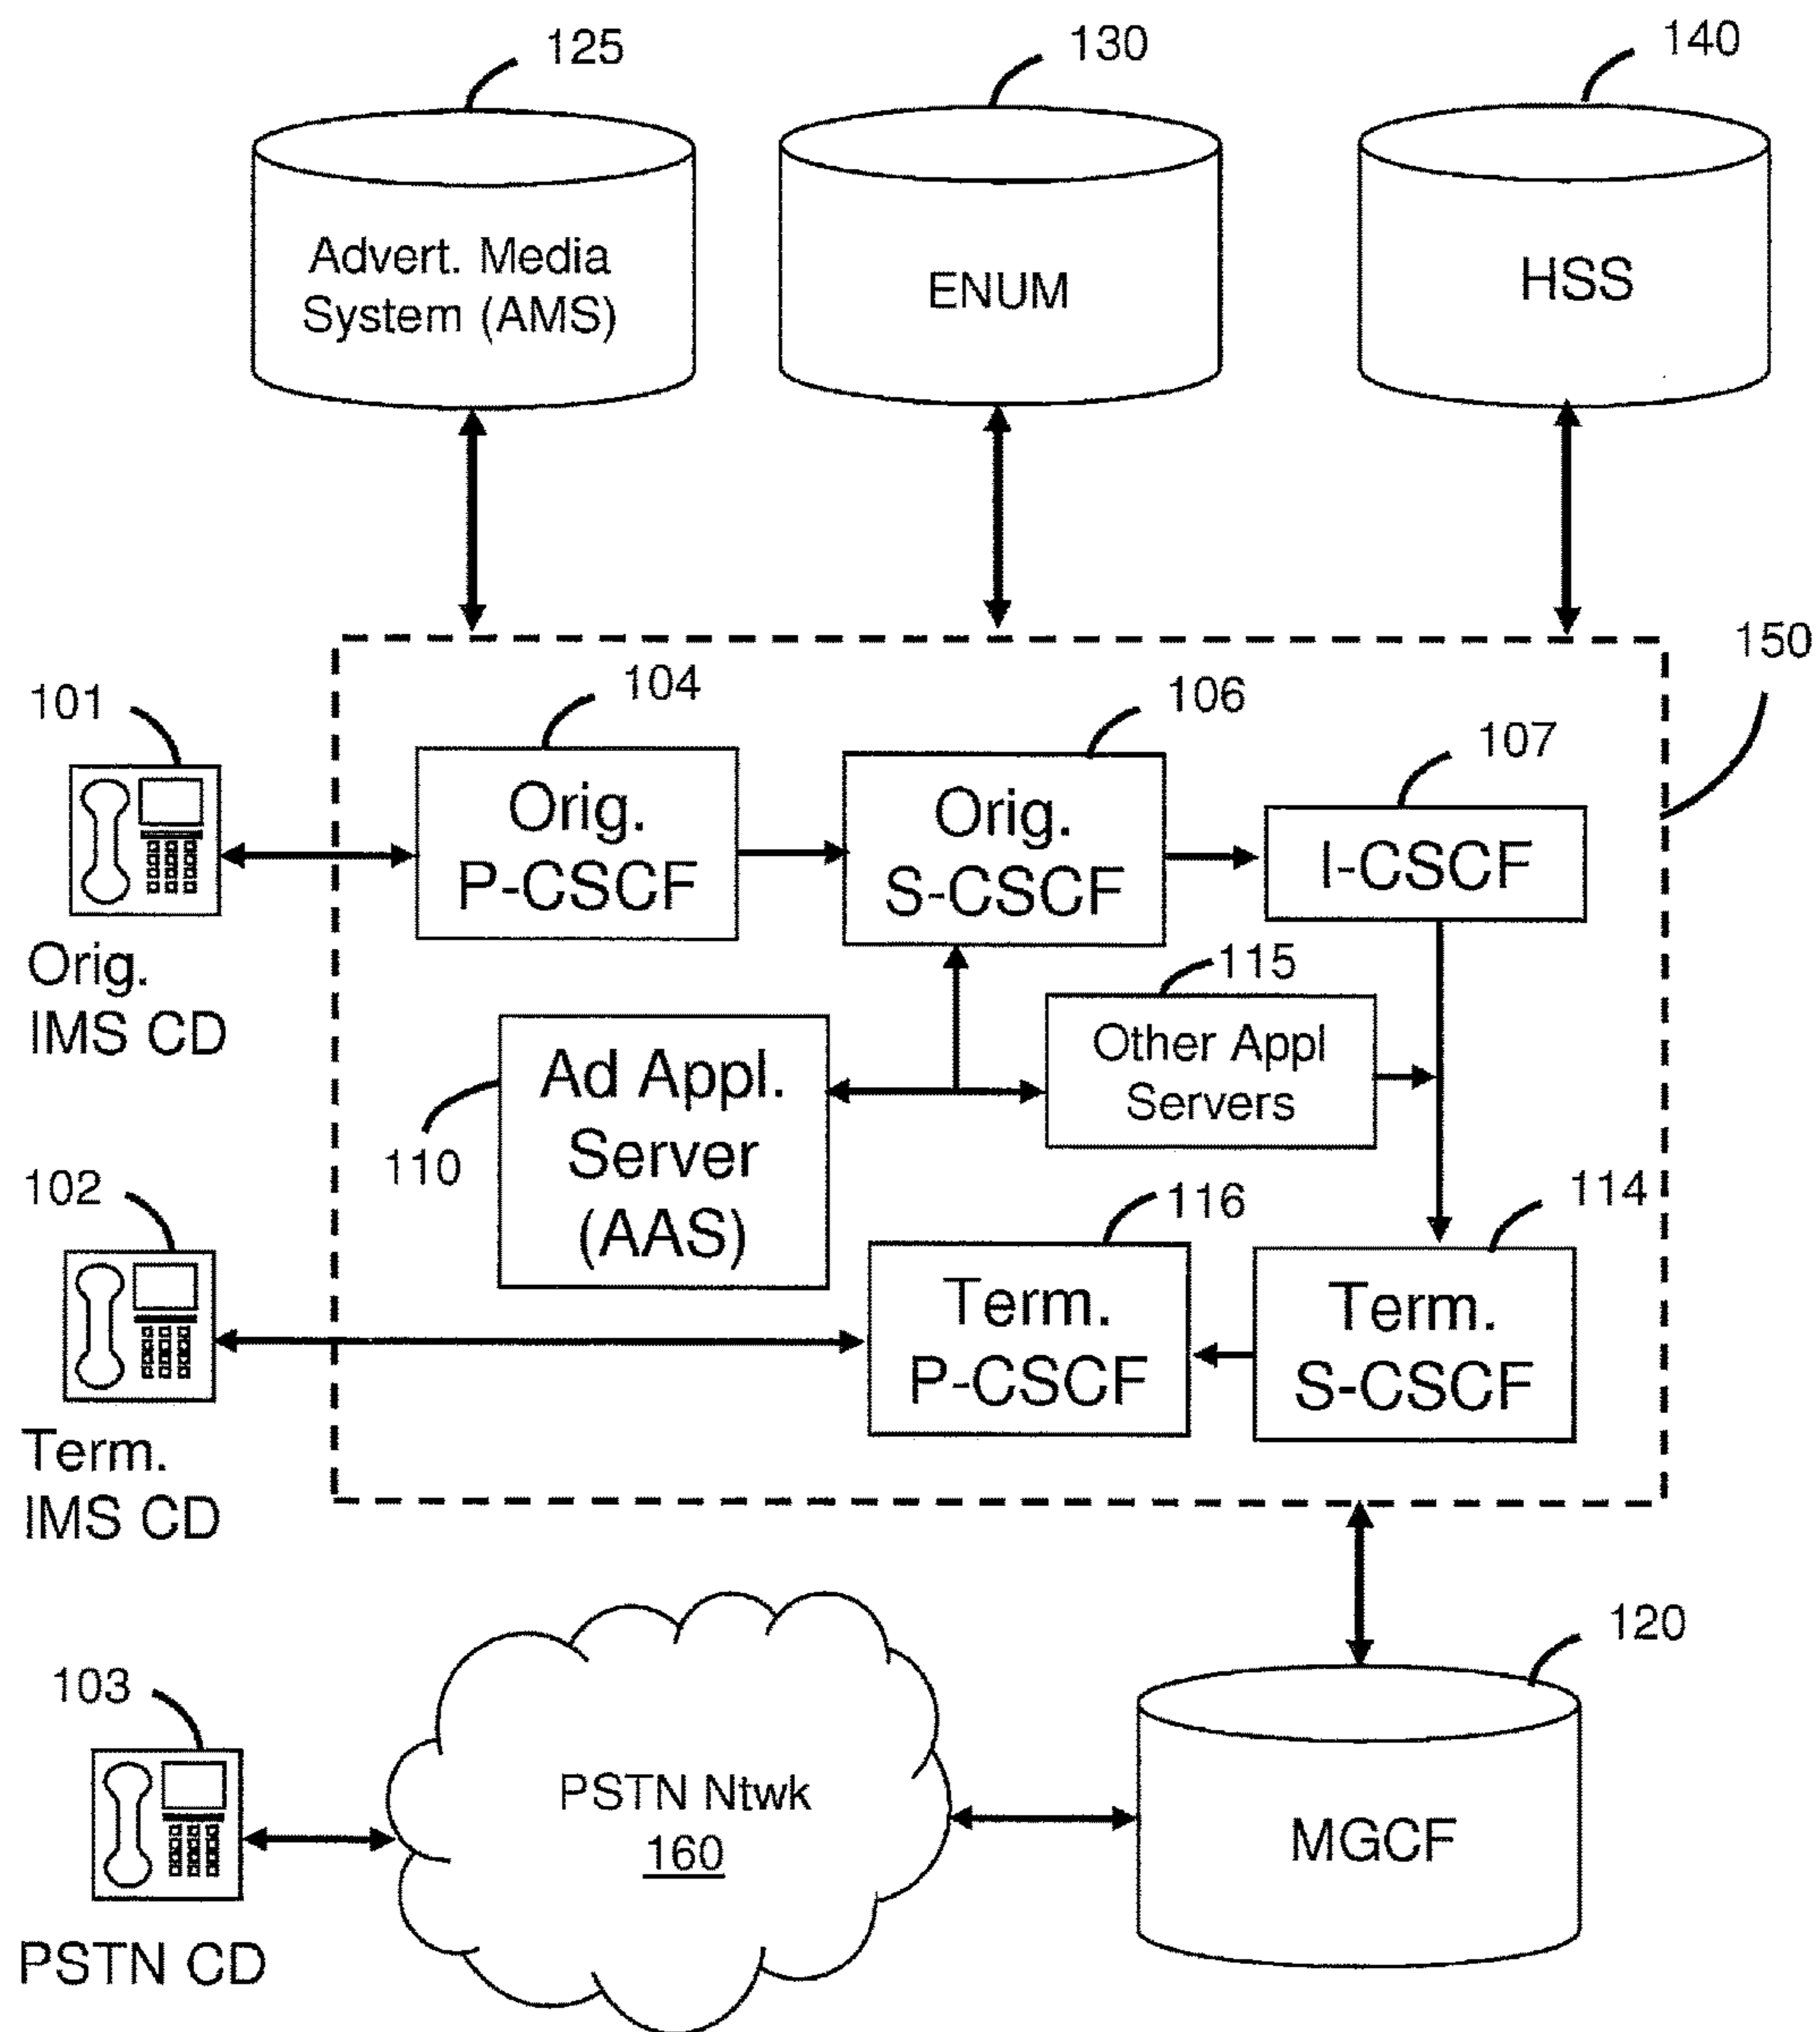 125
130
140
Advert. Media
System (AMS)
ENUM
HSS
150
101
104
106
107
Orig.
P-CSCF
Orig.
S-CSCF
I-CSCF
Orig.
IMS CD
115
Other Appl
Servers
Ad Appl.
Server
(AAS)
110
102
116
114
Term.
P-CSCF
Term.
S-CSCF
Term.
IMS CD
120
103
PSTN Ntwk
160
MGCF
PSTN CD